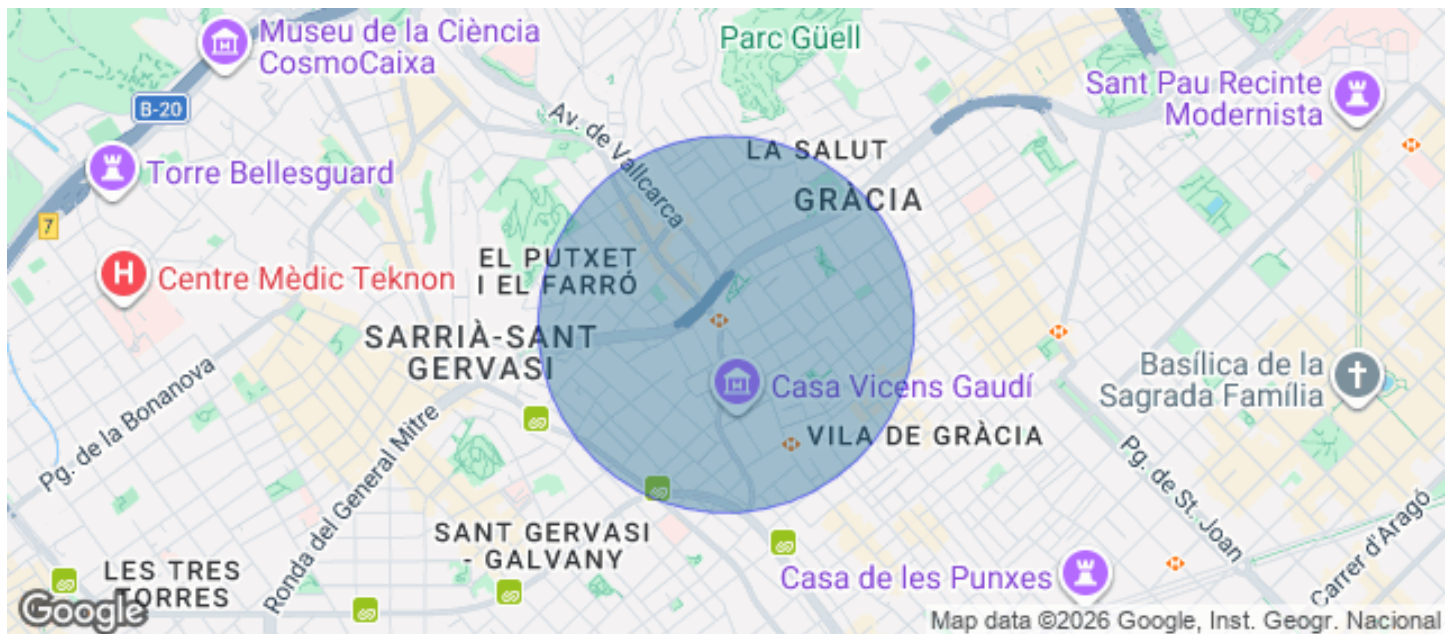 Museu de la Ciència
CosmoCaixa
Parc Güell
B-20
Av. de Vallcarca
Sant Pau Recinte
Modernista
LA SALUT
Torre Bellesguard
GRÀCIA
7
EL PUTXET
I EL FARRÓ
H
Centre Mèdic Teknon
SARRIÀ-SANT
GERVASI
Basílica de la
Sagrada Família
Casa Vicens Gaudí
Pg. de la Bonanova
VILA DE GRÀCIA
Ronda del General Mitre
Pg. de St. Joan
SANT GERVASI
- GALVANY
Carrer d'Aragó
LES TRES
TORRES
Casa de les Punxes
Google
Map data ©2026 Google, Inst. Geogr. Nacional